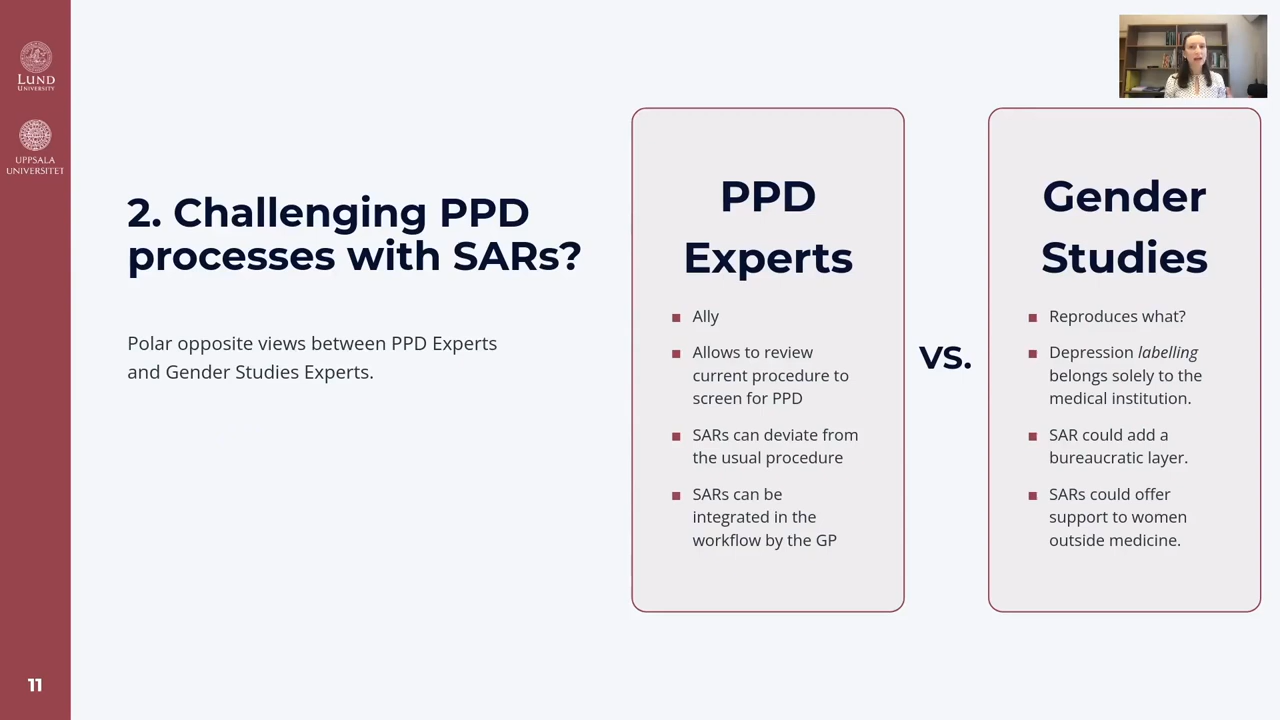 LUND
UNIVERSITY
UPPSALA
UNIVERSITET
2. Challenging PPD
processes with SARs?
Polar opposite views between PPD Experts
and Gender Studies Experts.
PPD
Experts
■ Ally
■ Allows to review
current procedure to
screen for PPD
■ SARs can deviate from
the usual procedure
■ SARs can be
integrated in the
workflow by the GP
VS.
Gender
Studies
■ Reproduces what?
■ Depression labelling
belongs solely to the
medical institution.
■ SAR could add a
bureaucratic layer.
■ SARs could offer
support to women
outside medicine.
11